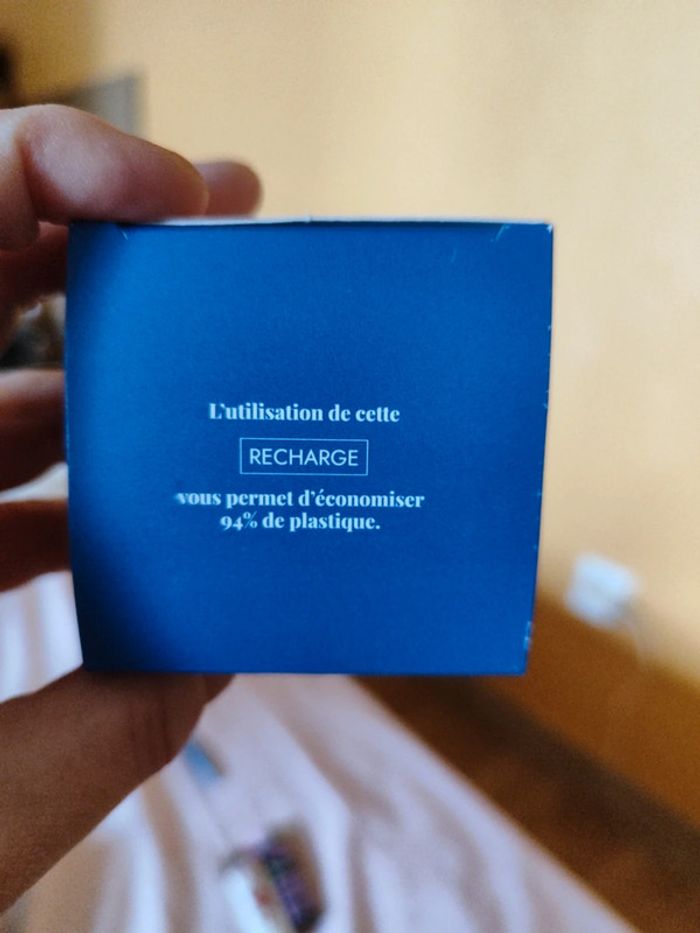 L'utilisation de cette
RECHARGE
vous permet d'économiser
94% de plastique.